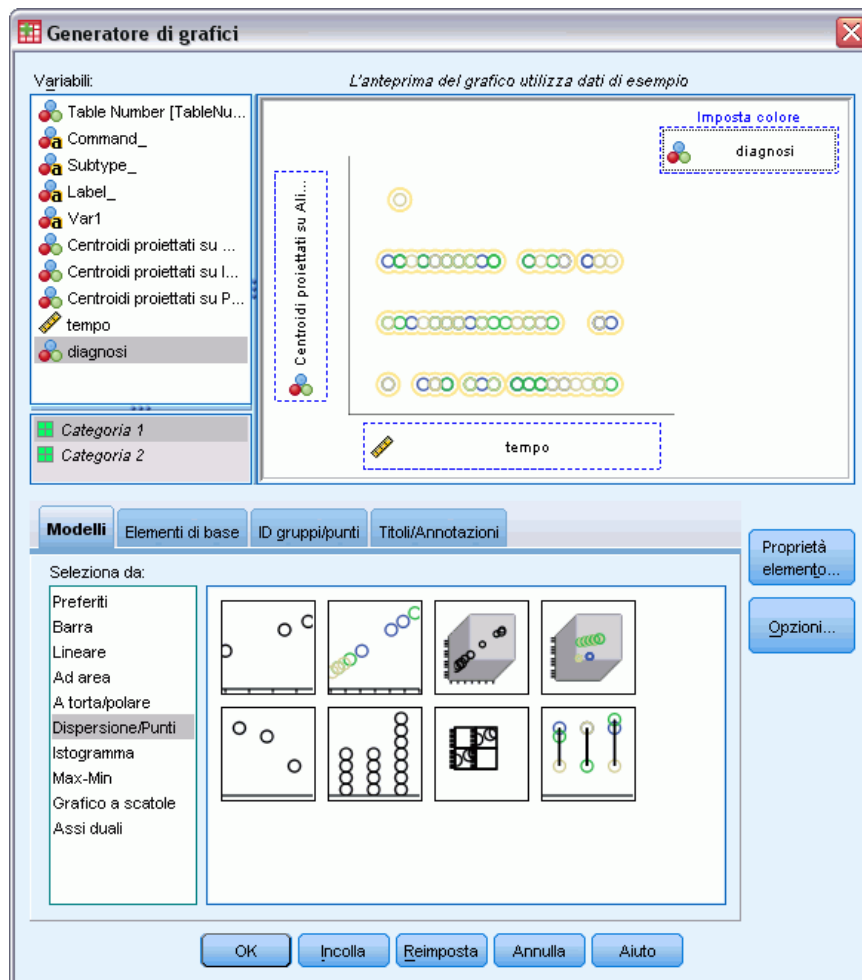 Generatore di grafici
Variabili:
L'anteprima del grafico utilizza dati di esempio
Table Number [TableNu...
Command_
Subtype_
Label_
Var1
Centroidi proiettati su ...
Centroidi proiettati su I...
Centroidi proiettati su P...
tempo
diagnosi
Categoria 1
Categoria 2
Imposta colore
diagnosi
Centroidi proiettati su Ali...
tempo
Modelli
Elementi di base
ID gruppi/punti
Titoli/Annotazioni
Seleziona da:
Preferiti
Barra
Lineare
Ad area
A torta/polare
Dispersione/Punti
Istogramma
Max-Min
Grafico a scatole
Assi duali
Proprietà
elemento...
Opzioni...
OK
Incolla
Reimposta
Annulla
Aiuto